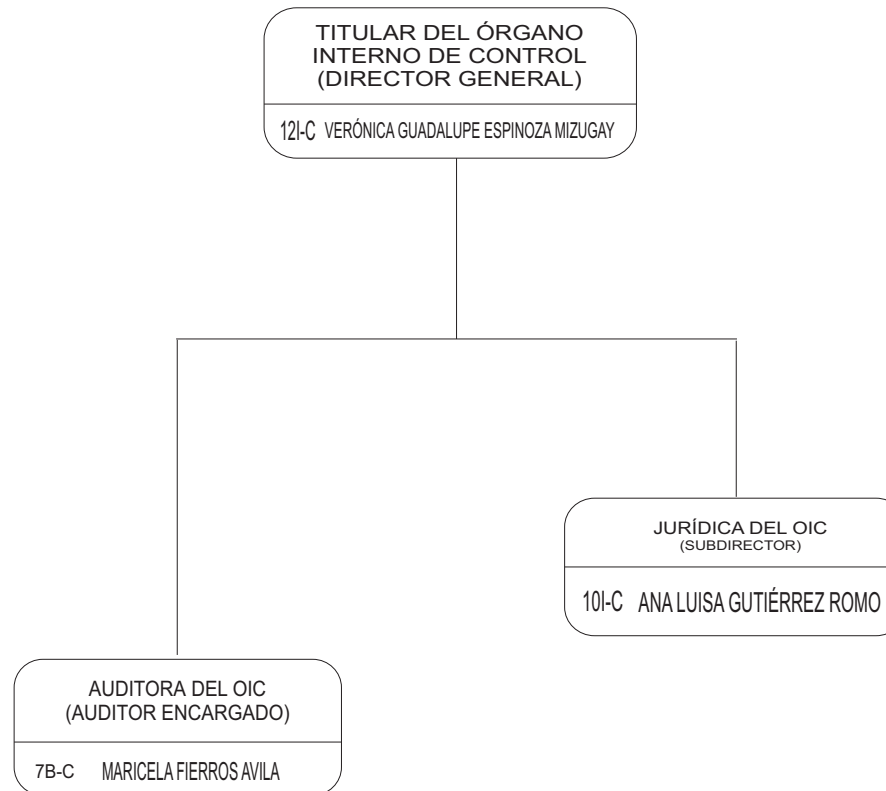 TITULAR DEL ÓRGANO
INTERNO DE CONTROL
(DIRECTOR GENERAL)
12I-C VERÓNICA GUADALUPE ESPINOZA MIZUGAY
JURÍDICA DEL OIC
(SUBDIRECTOR)
10I-C ANA LUISA GUTIÉRREZ ROMO
AUDITORA DEL OIC
(AUDITOR ENCARGADO)
7B-C MARICELA FIERROS AVILA